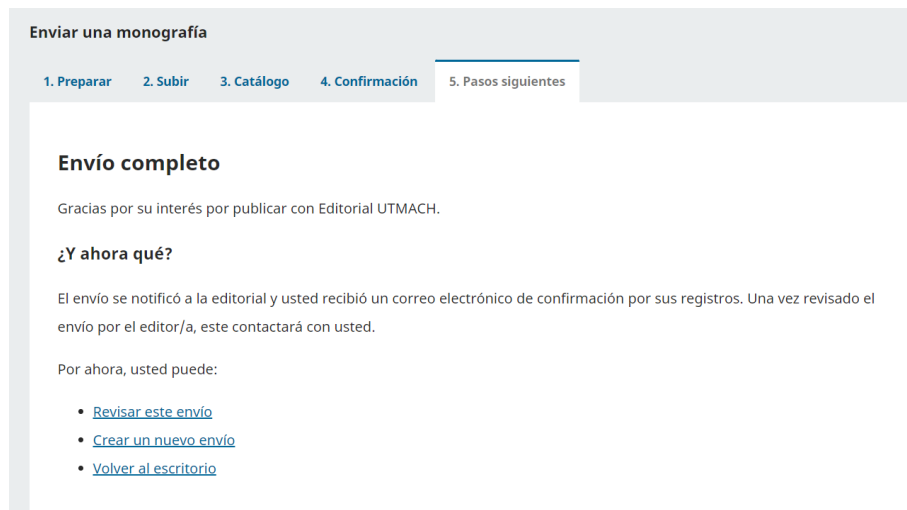 Enviar una monografía
1. Preparar 2. Subir 3. Catálogo 4. Confirmación 5. Pasos siguientes
Envío completo
Gracias por su interés por publicar con Editorial UTMACH.
¿Y ahora qué?
El envío se notificó a la editorial y usted recibió un correo electrónico de confirmación por sus registros. Una vez revisado el
envío por el editor/a, este contactará con usted.
Por ahora, usted puede:
• Revisar este envío
• Crear un nuevo envío
• Volver al escritorio